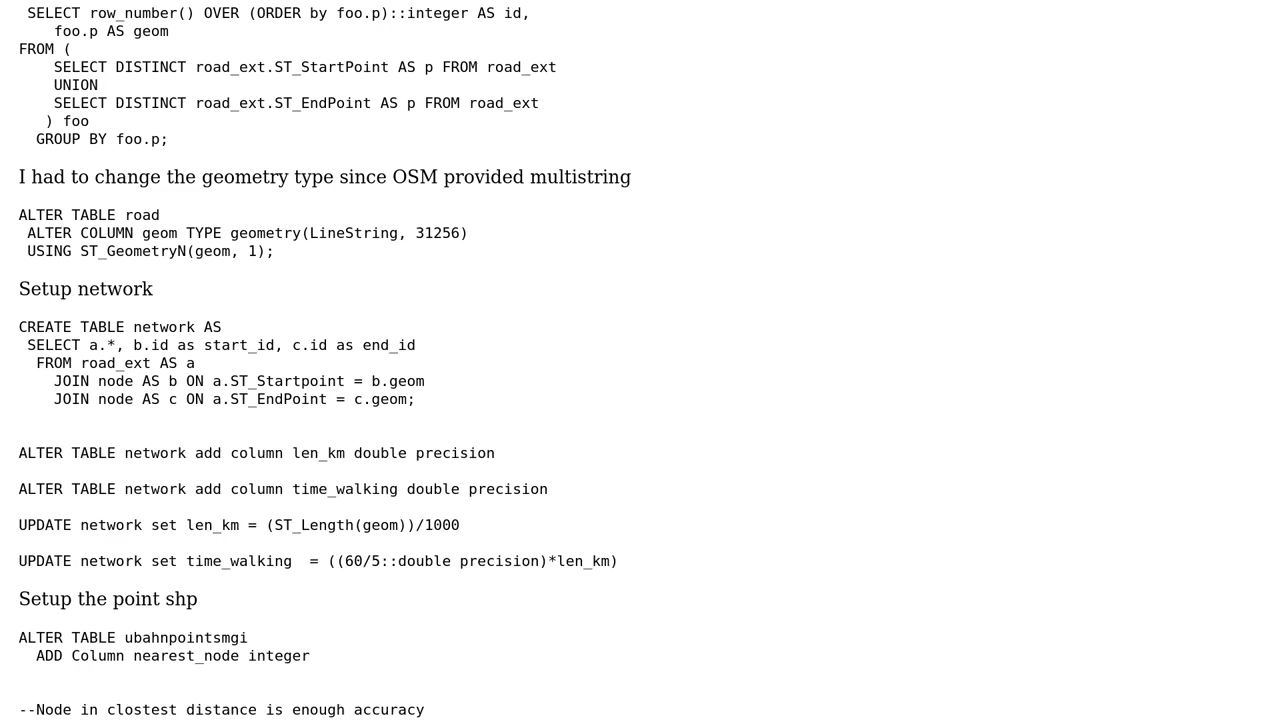 SELECT row_number() OVER (ORDER by foo.p)::integer AS id,
foo.p AS geom
FROM (
SELECT DISTINCT road_ext.ST_StartPoint AS p FROM road_ext
UNION
SELECT DISTINCT road_ext.ST_EndPoint AS p FROM road_ext
) foo
GROUP BY foo.p;
I had to change the geometry type since OSM provided multistring
ALTER TABLE road
ALTER COLUMN geom TYPE geometry(LineString, 31256)
USING ST_GeometryN(geom, 1);
Setup network
CREATE TABLE network AS
SELECT a.*, b.id as start_id, c.id as end_id
FROM road_ext AS a
JOIN node AS b ON a.ST_Startpoint = b.geom
JOIN node AS c ON a.ST_EndPoint = c.geom;
ALTER TABLE network add column len_km double precision
ALTER TABLE network add column time_walking double precision
UPDATE network set len_km = (ST_Length(geom))/1000
UPDATE network set time_walking  = ((60/5::double precision)*len_km)
Setup the point shp
ALTER TABLE ubahnpointsmgi
ADD Column nearest_node integer
--Node in clostest distance is enough accuracy